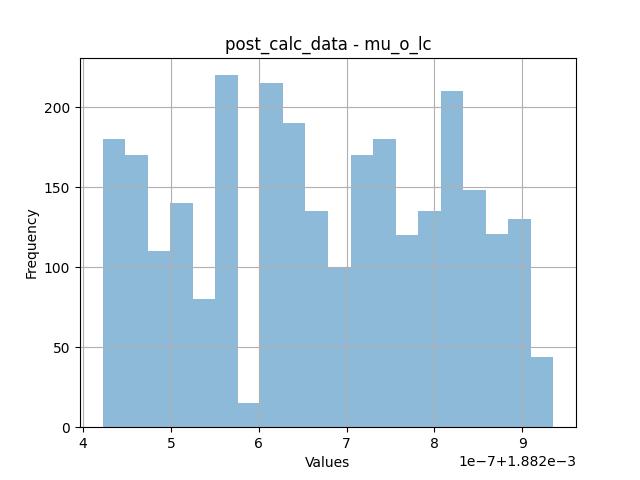 post_calc_data - mu_o_lc
200
150
100
50
0
Frequency
4 5 6 7 8 9
Values
1e−7+1.882e−3